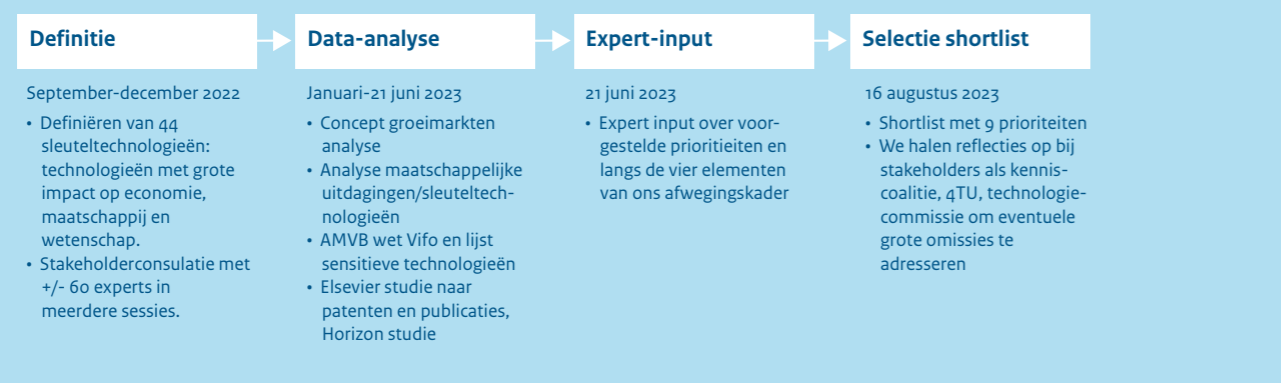 Definitie
September-december 2022
• Definiëren van 44
sleuteltechnologieën:
technologieën met grote
impact op economie,
maatschappij en
wetenschap.
• Stakeholderconsulatie met
+/- 60 experts in
meerdere sessies.
Data-analyse
Januari-21 juni 2023
• Concept groeimarkten
analyse
• Analyse maatschappelijke
uitdagingen/sleuteltech-
nologieën
• AMVB wet Vifo en lijst
sensitieve technologieën
• Elsevier studie naar
patenten en publicaties,
Horizon studie
Expert-input
21 juni 2023
• Expert input over voor-
gestelde prioritieiten en
langs de vier elementen
van ons afwegingskader
Selectie shortlist
16 augustus 2023
• Shortlist met 9 prioriteiten
• We halen reflecties op bij
stakeholders als kennis-
coalitie, 4TU, technologie-
commissie om eventuele
grote omissies te
adresseren